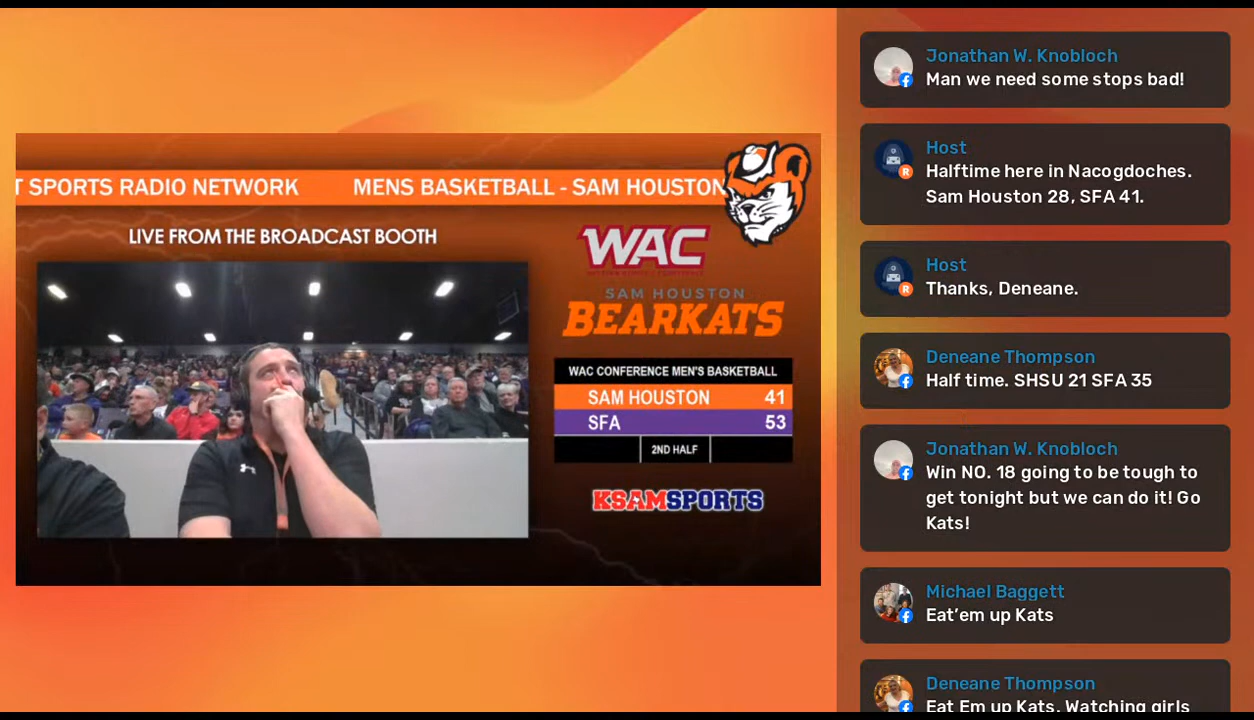 T SPORTS RADIO NETWORK MENS BASKETBALL - SAM HOUSTON
LIVE FROM THE BROADCAST BOOTH
WAC
SAM HOUSTON
BEARKATS
WAC CONFERENCE MEN'S BASKETBALL
SAM HOUSTON 41
SFA 53
2ND HALF
KSAMSPORTS
Jonathan W. Knobloch
Man we need some stops bad!
Host
Halftime here in Nacogdoches.
Sam Houston 28, SFA 41.
Host
Thanks, Deneane.
Deneane Thompson
Half time. SHSU 21 SFA 35
Jonathan W. Knobloch
Win NO. 18 going to be tough to
get tonight but we can do it! Go
Kats!
Michael Baggett
Eat’em up Kats
Deneane Thompson
Eat Em up Kats. Watching girls